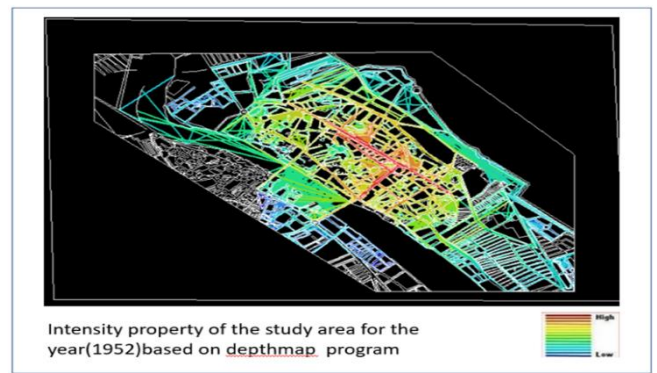 Intensity property of the study area for the
year(1952)based on depthmap program
High
Low